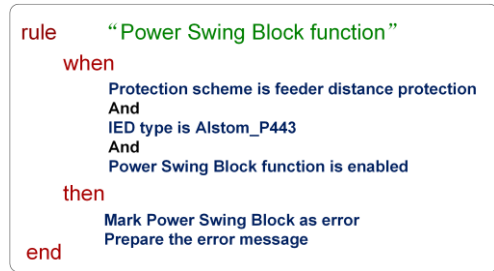 rule “Power Swing Block function”
when
Protection scheme is feeder distance protection
And
IED type is Alstom_P443
And
Power Swing Block function is enabled
then
Mark Power Swing Block as error
Prepare the error message
end